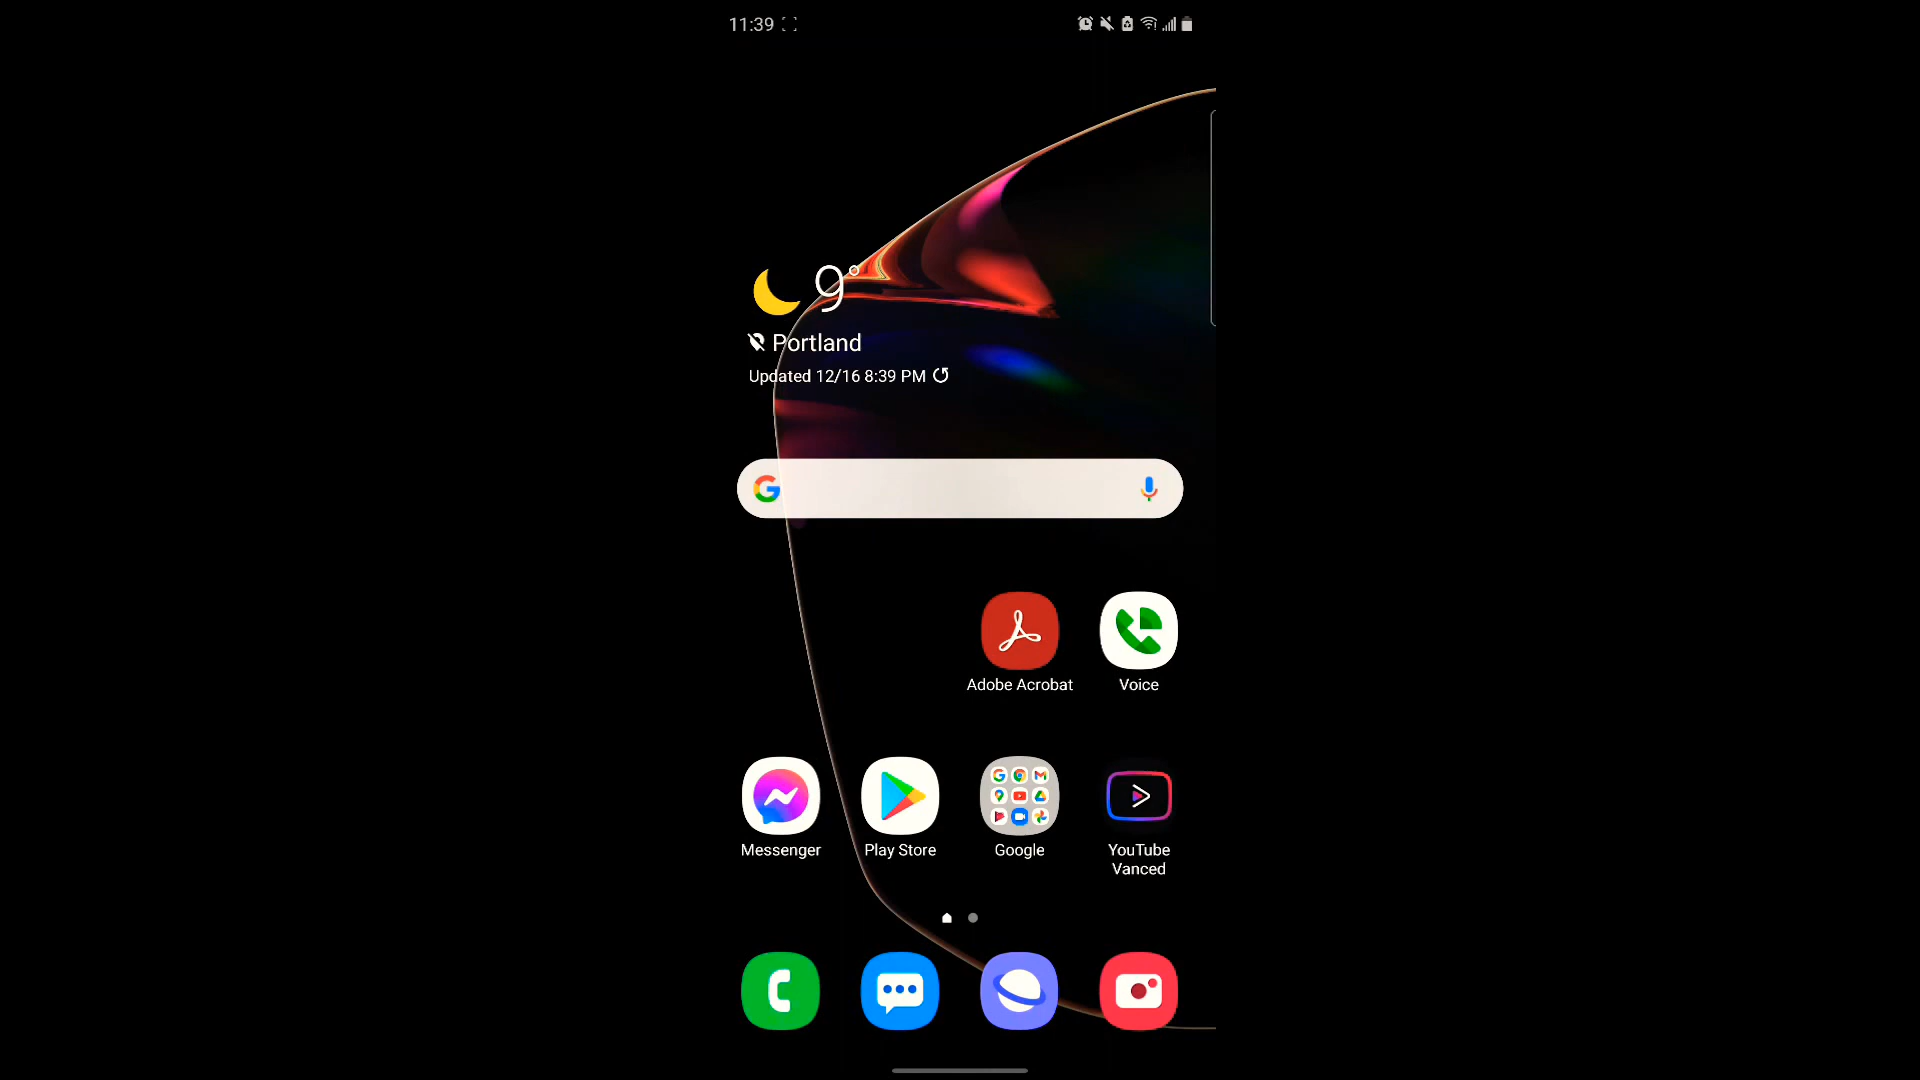 11:39
9°
Portland
Updated 12/16 8:39 PM
Adobe Acrobat
Voice
Messenger
Play Store
Google
YouTube
Vanced